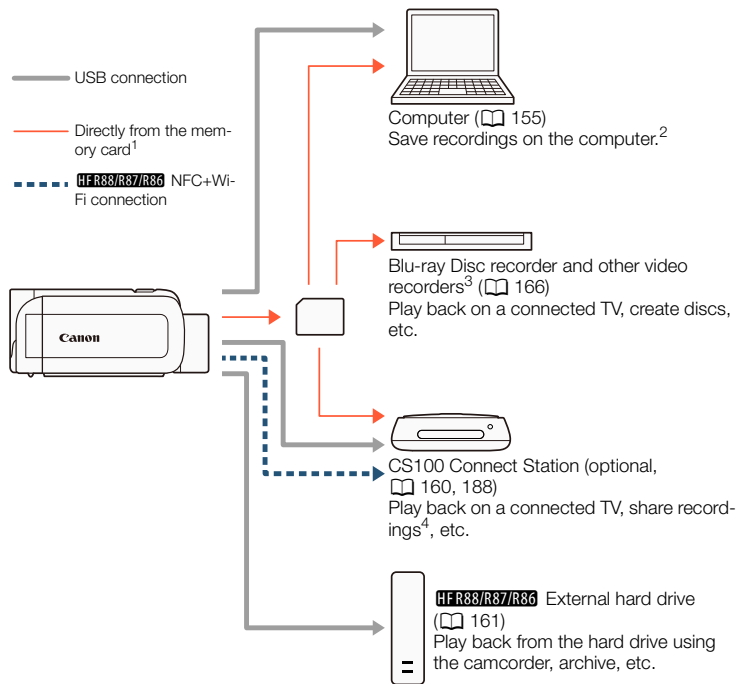 USB connection
Directly from the mem-
ory card1
HF R88/R87/R86 NFC+Wi-
Fi connection
Canon
Computer (155)
Save recordings on the computer.2
Blu-ray Disc recorder and other video
recorders3 (166)
Play back on a connected TV, create discs,
etc.
CS100 Connect Station (optional,
160, 188)
Play back on a connected TV, share record-
ings4, etc.
HF R88/R87/R86 External hard drive
(161)
Play back from the hard drive using
the camcorder, archive, etc.